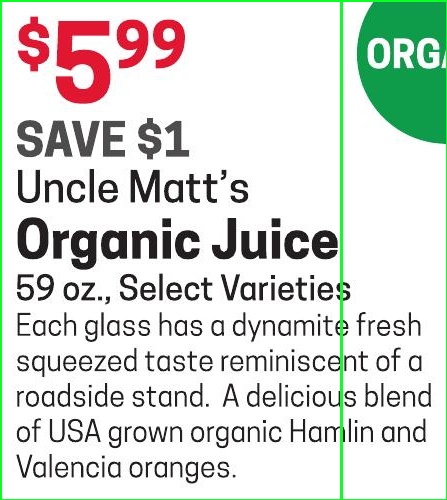 $5.99
SAVE $1
Uncle Matt's
Organic Juice
59 oz., Select Varieties
Each glass has a dynamite fresh
squeezed taste reminiscent of a
roadside stand. A delicious blend
of USA grown organic Hamlin and
Valencia oranges.